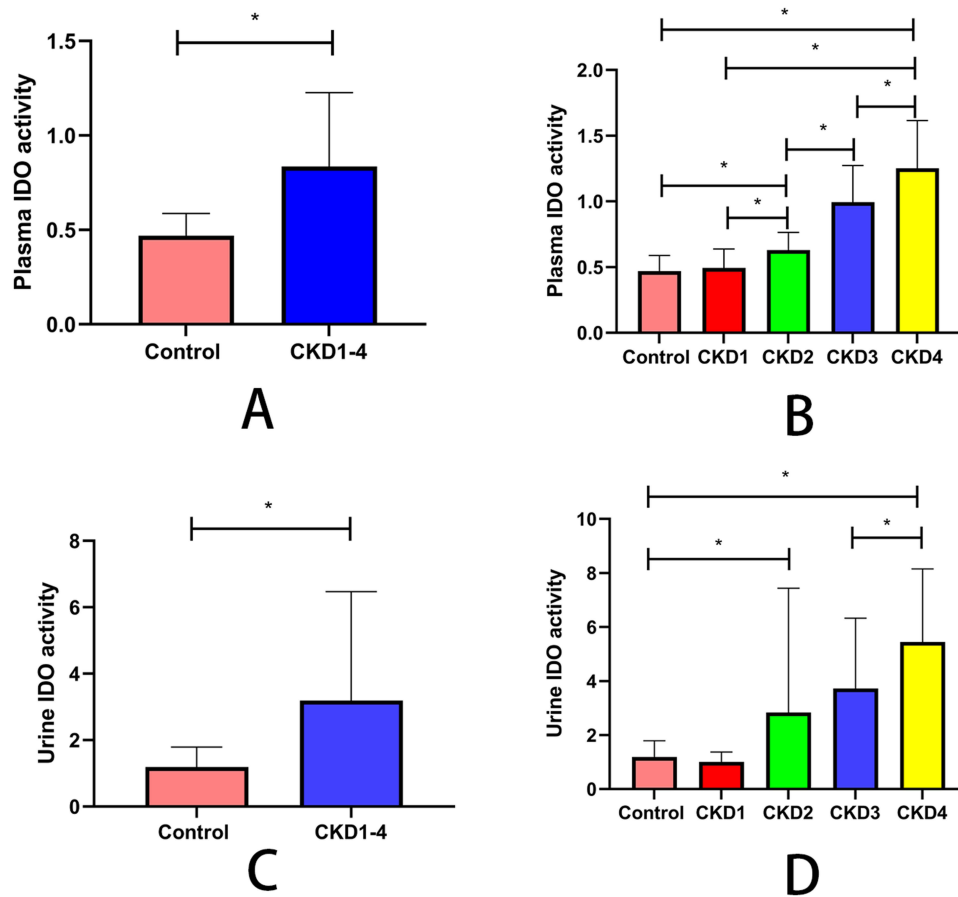 *
1.5
1.0
0.5
0.0
Plasma IDO activity
Control CKD1-4
A
*
*
*
*
*
*
2.0
1.5
1.0
0.5
0.0
Plasma IDO activity
Control CKD1 CKD2 CKD3 CKD4
B
*
8
6
4
2
0
Urine IDO activity
Control CKD1-4
C
*
*
*
10
8
6
4
2
0
Urine IDO activity
Control CKD1 CKD2 CKD3 CKD4
D